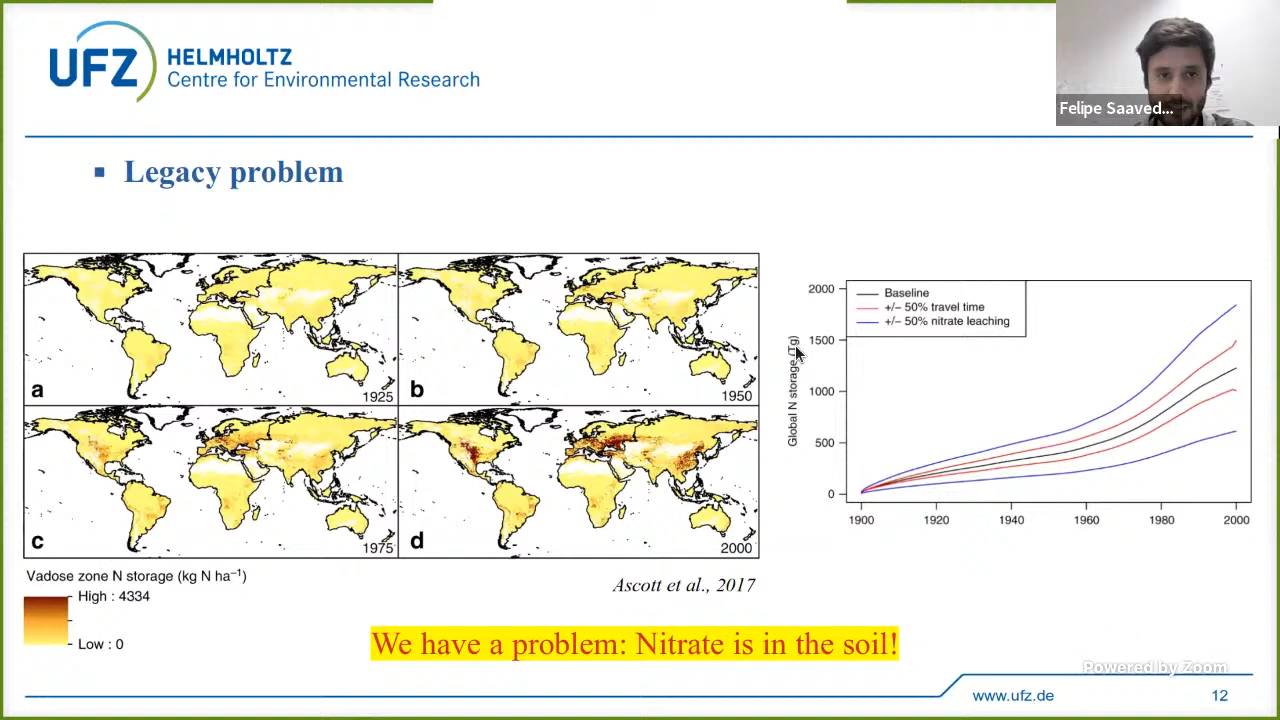 UFZ HELMHOLTZ
Centre for Environmental Research
Felipe Saaved...
▪ Legacy problem
a 1925
b 1950
c 1975
d 2000
Vadose zone N storage (kg N ha⁻¹)
High : 4334
Low : 0
Ascott et al., 2017
Baseline
+/− 50% travel time
+/− 50% nitrate leaching
Global N storage (Tg)
2000
1500
1000
500
0
1900 1920 1940 1960 1980 2000
We have a problem: Nitrate is in the soil!
Powered by Zoom
www.ufz.de 12